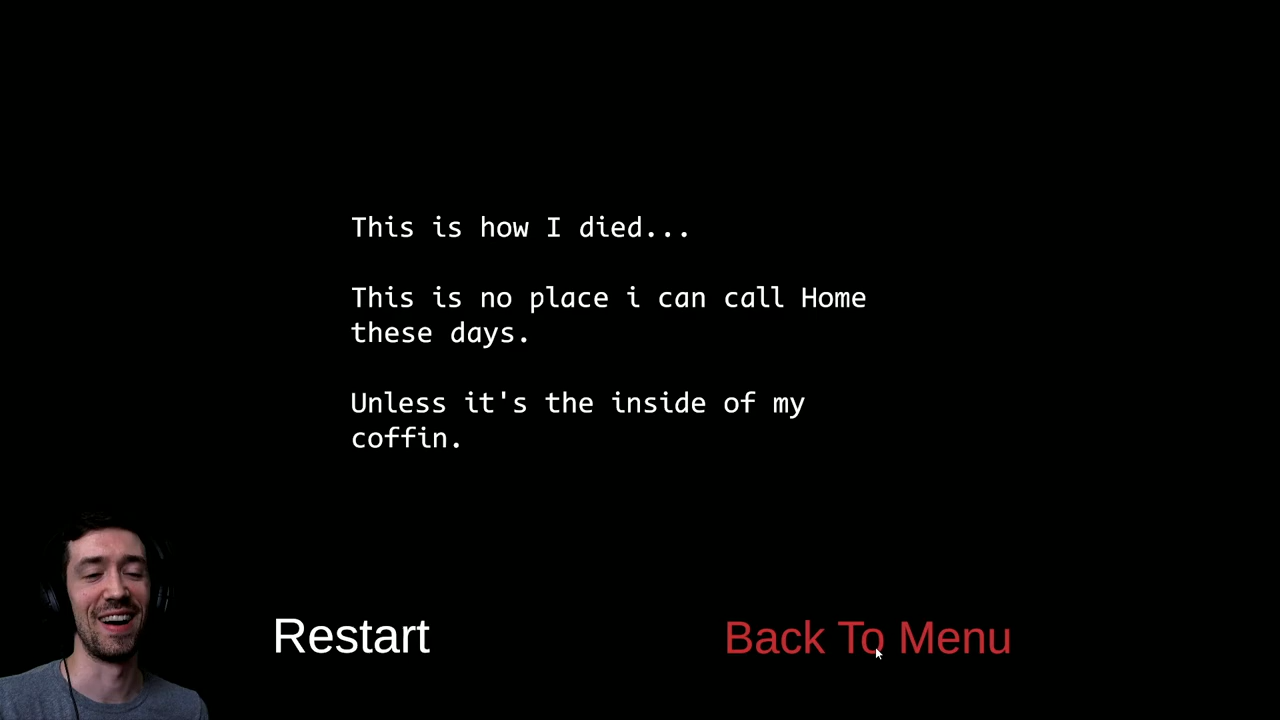 This is how I died...
This is no place i can call Home
these days.
Unless it's the inside of my
coffin.
Restart
Back To Menu